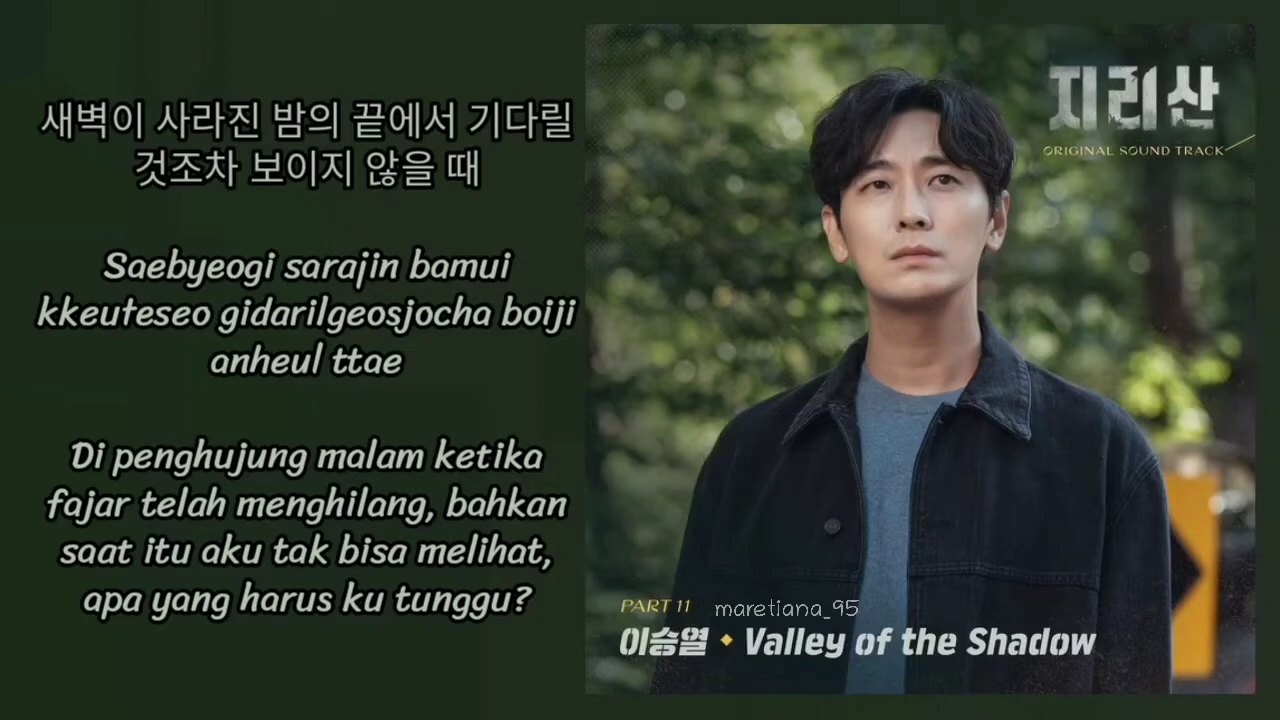 새벽이 사라진 밤의 끝에서 기다릴
것조차 보이지 않을 때
Saebyeogi sarajin bamui
kkeuteseo gidarilgeosjocha boiji
anheul ttae
Di penghujung malam ketika
fajar telah menghilang, bahkan
saat itu aku tak bisa melihat,
apa yang harus ku tunggu?
지리산
ORIGINAL SOUND TRACK
PART 11
maretiana_95
이승열 • Valley of the Shadow